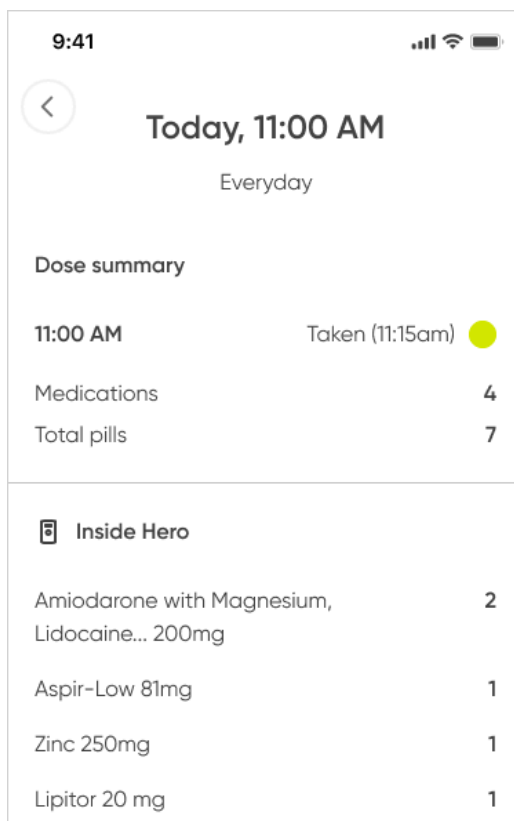 9:41
Today, 11:00 AM
Everyday
Dose summary
11:00 AM Taken (11:15am)
Medications 4
Total pills 7
Inside Hero
Amiodarone with Magnesium, 2
Lidocaine... 200mg
Aspir-Low 81mg 1
Zinc 250mg 1
Lipitor 20 mg 1